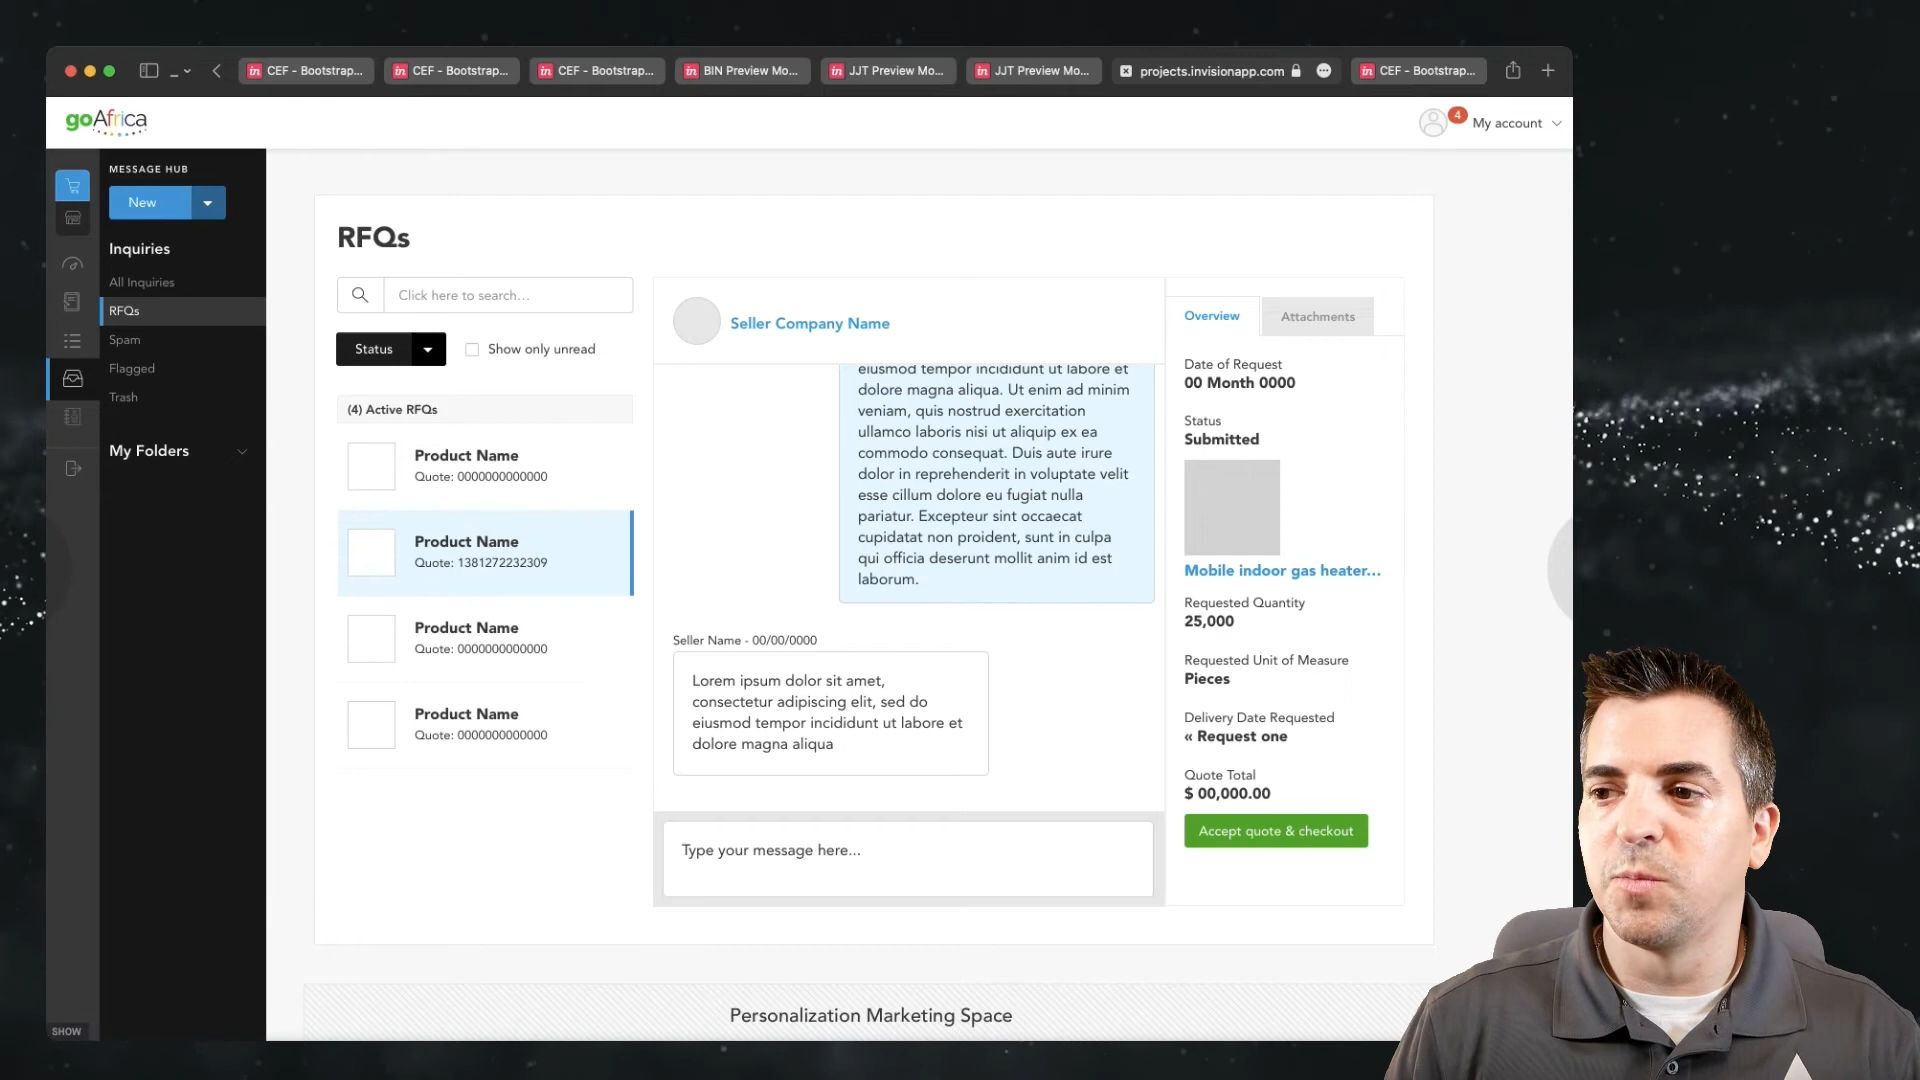 CEF - Bootstrap...
CEF - Bootstrap...
CEF - Bootstrap...
BIN Preview Mo...
JJT Preview Mo...
JJT Preview Mo...
projects.invisionapp.com
CEF - Bootstrap...
goAfrica
4
My account
MESSAGE HUB
New
Inquiries
All Inquiries
RFQs
Spam
Flagged
Trash
My Folders
SHOW
RFQs
Click here to search...
Status
Show only unread
(4) Active RFQs
Product Name
Quote: 0000000000000
Product Name
Quote: 1381272232309
Product Name
Quote: 0000000000000
Product Name
Quote: 0000000000000
Seller Company Name
eiusmod tempor incididunt ut labore et
dolore magna aliqua. Ut enim ad minim
veniam, quis nostrud exercitation
ullamco laboris nisi ut aliquip ex ea
commodo consequat. Duis aute irure
dolor in reprehenderit in voluptate velit
esse cillum dolore eu fugiat nulla
pariatur. Excepteur sint occaecat
cupidatat non proident, sunt in culpa
qui officia deserunt mollit anim id est
laborum.
Seller Name - 00/00/0000
Lorem ipsum dolor sit amet,
consectetur adipiscing elit, sed do
eiusmod tempor incididunt ut labore et
dolore magna aliqua
Type your message here...
Overview
Attachments
Date of Request
00 Month 0000
Status
Submitted
Mobile indoor gas heater...
Requested Quantity
25,000
Requested Unit of Measure
Pieces
Delivery Date Requested
« Request one
Quote Total
$ 00,000.00
Accept quote & checkout
Personalization Marketing Space